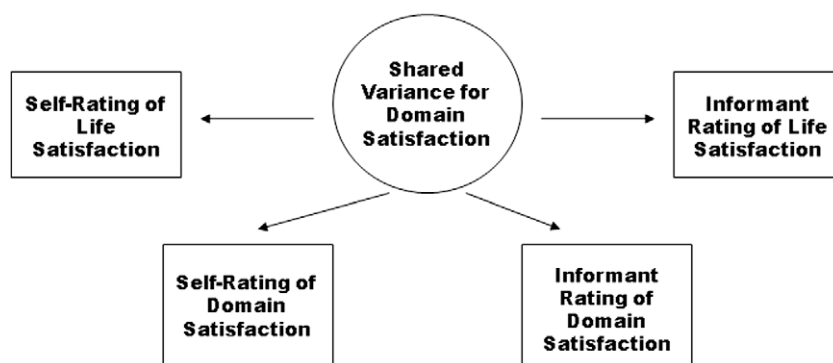 Shared
Variance for
Domain
Satisfaction
Self-Rating of
Life
Satisfaction
Informant
Rating of Life
Satisfaction
Self-Rating of
Domain
Satisfaction
Informant
Rating of
Domain
Satisfaction